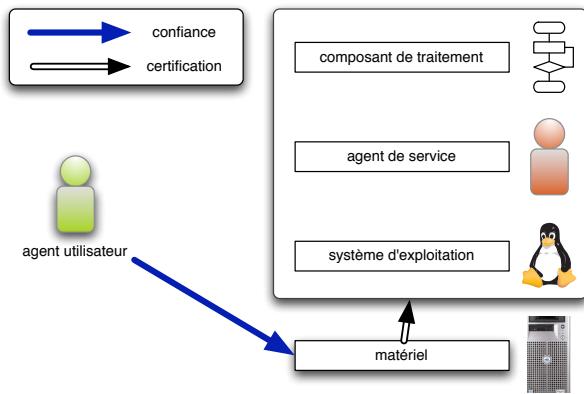 confiance
certification
composant de traitement
agent de service
agent utilisateur
système d'exploitation
matériel